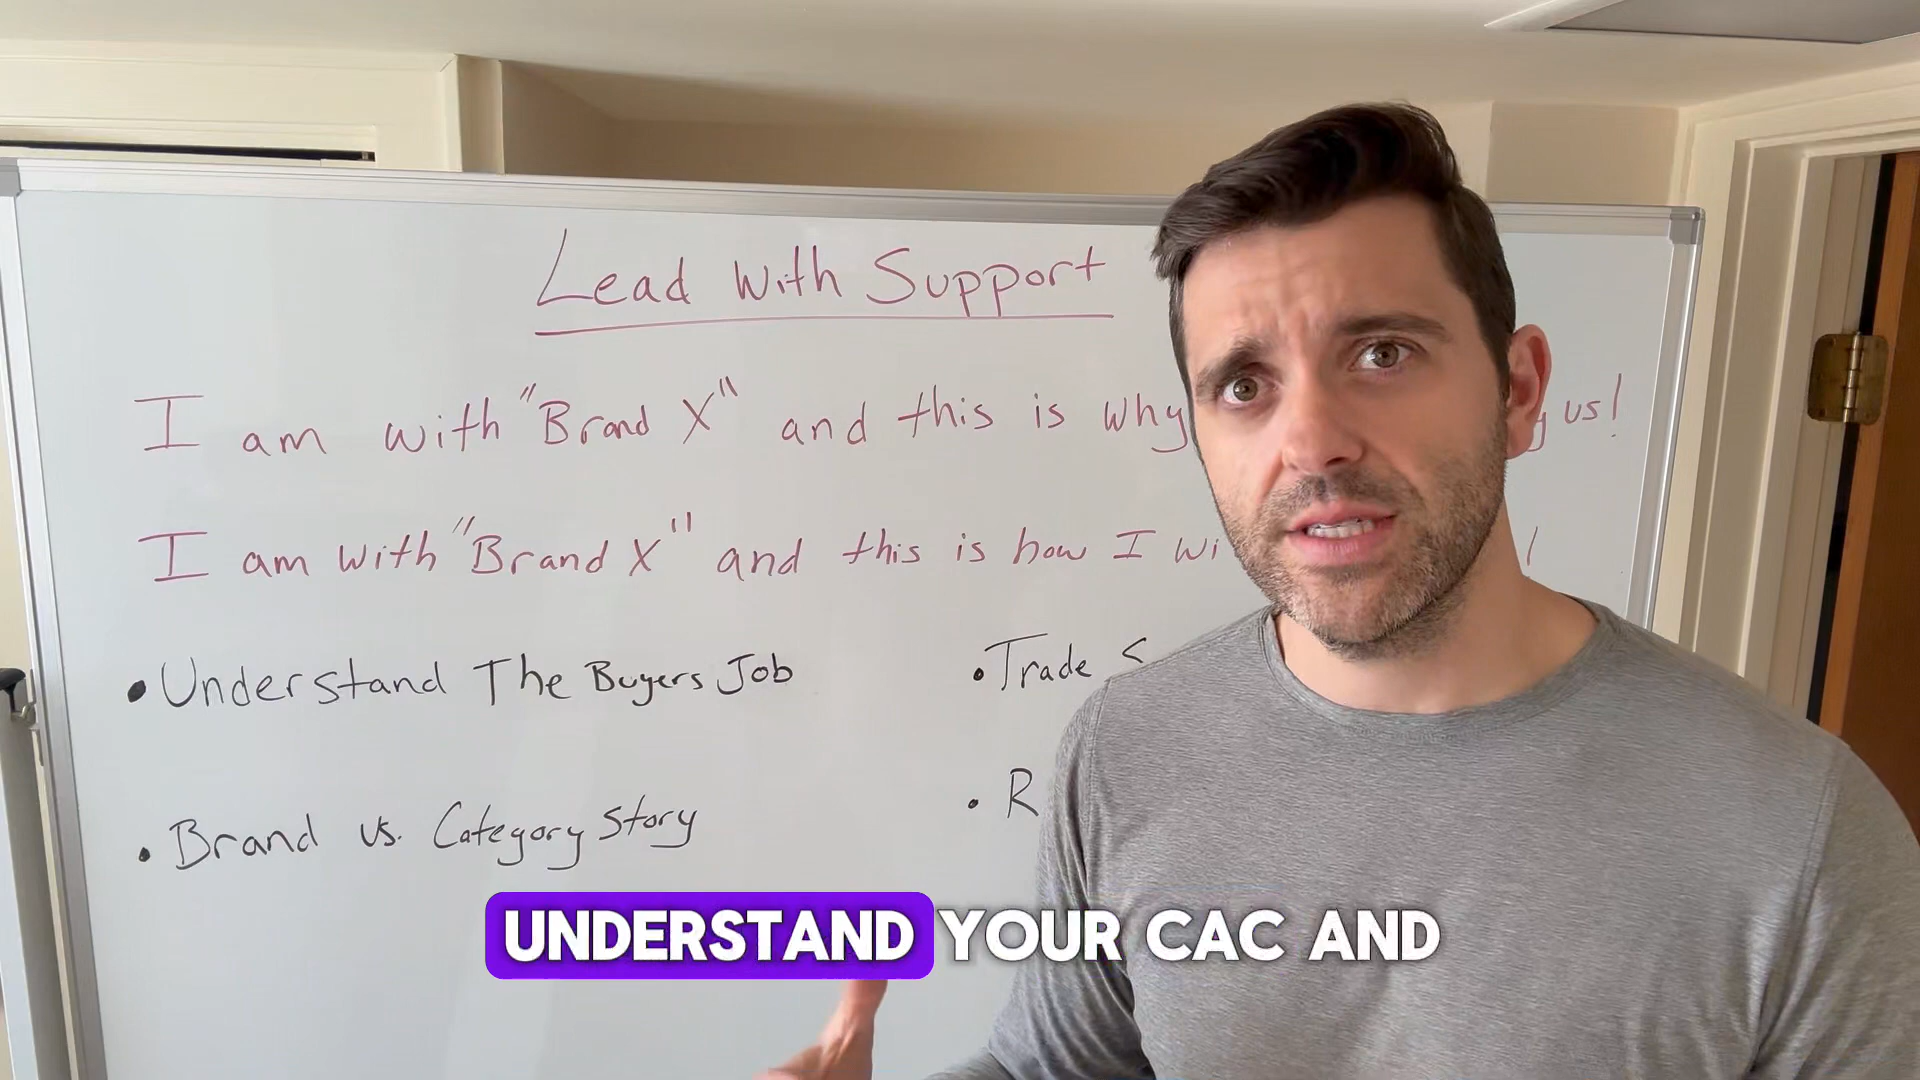 Lead With Support
I am with "Brand X" and this is why us!
I am with "Brand X" and this is how I
• Understand The Buyers Job
• Trade
• Brand vs. Category Story
• R
UNDERSTAND YOUR CAC AND